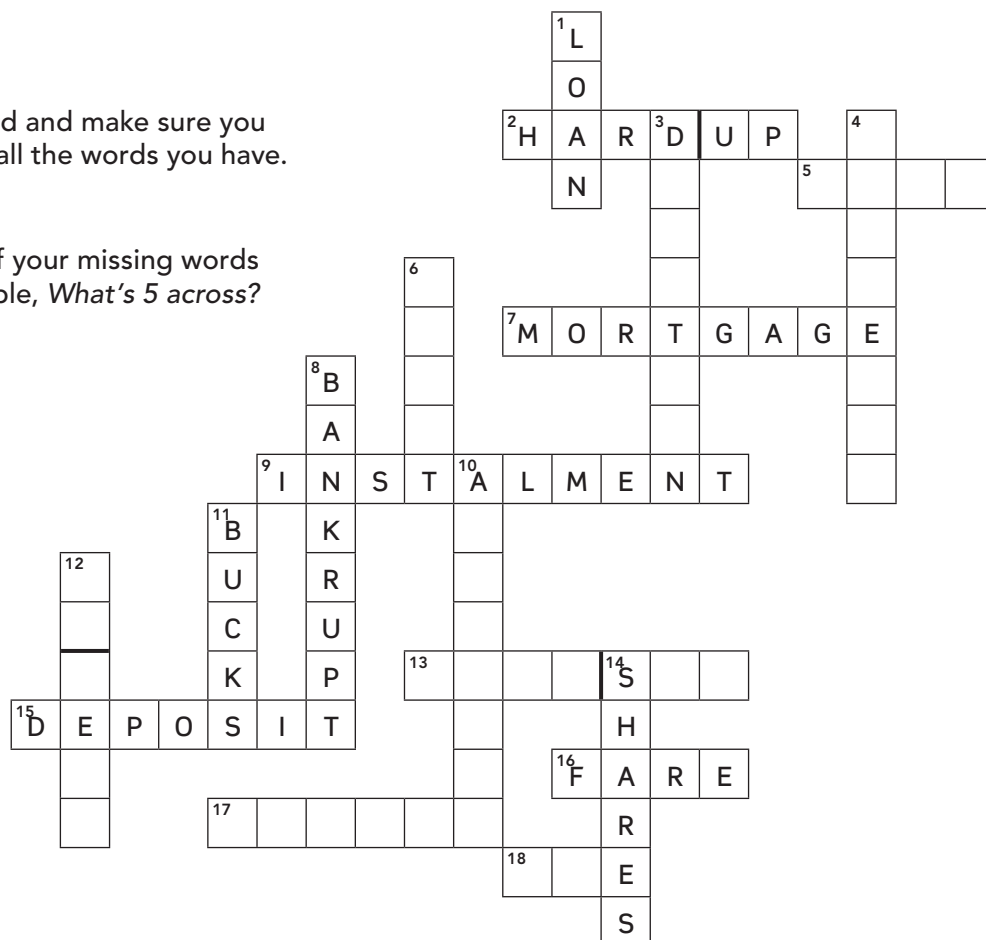 d and make sure you
all the words you have.
f your missing words
ple, What's 5 across?
1 L
O
2 H A R 3 D U P 4
N 5
6
7 M O R T G A G E
8 B
A
9 I N S T 10 A L M E N T
11 B K
12 U R
C U
K P 13 14 S
15 D E P O S I T H
16 F A R E
17 R
18 E
S